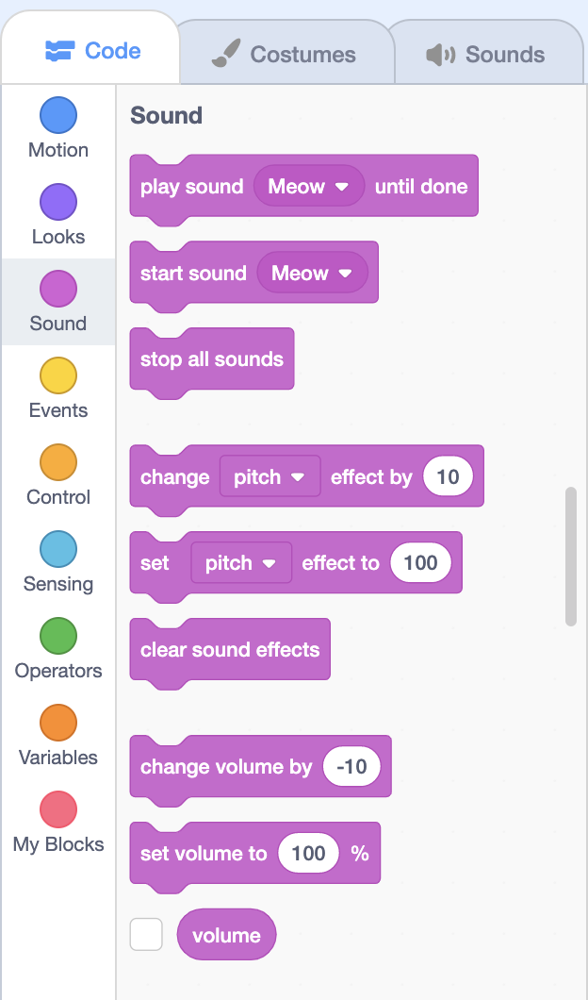 Code Costumes Sounds
Motion
Looks
Sound
Events
Control
Sensing
Operators
Variables
My Blocks
Sound
play sound Meow until done
start sound Meow
stop all sounds
change pitch effect by 10
set pitch effect to 100
clear sound effects
change volume by -10
set volume to 100 %
volume